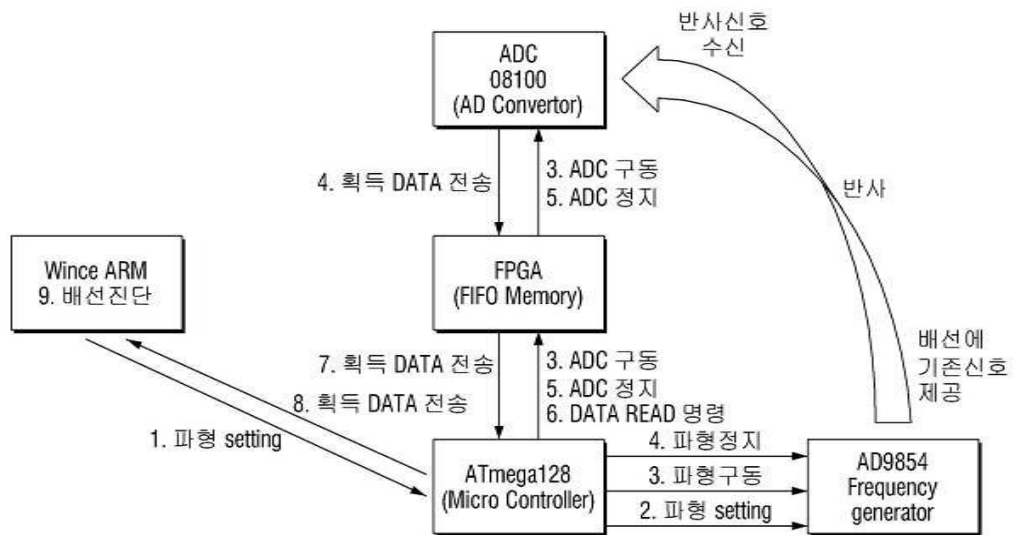 반사신호
수신
ADC
08100
(AD Convertor)
4. 획득 DATA 전송
3. ADC 구동
5. ADC 정지
반사
Wince ARM
9. 배선진단
FPGA
(FIFO Memory)
배선에
기존신호
제공
7. 획득 DATA 전송
3. ADC 구동
5. ADC 정지
6. DATA READ 명령
8. 획득 DATA 전송
1. 파형 setting
ATmega128
(Micro Controller)
4. 파형정지
3. 파형구동
2. 파형 setting
AD9854
Frequency
generator